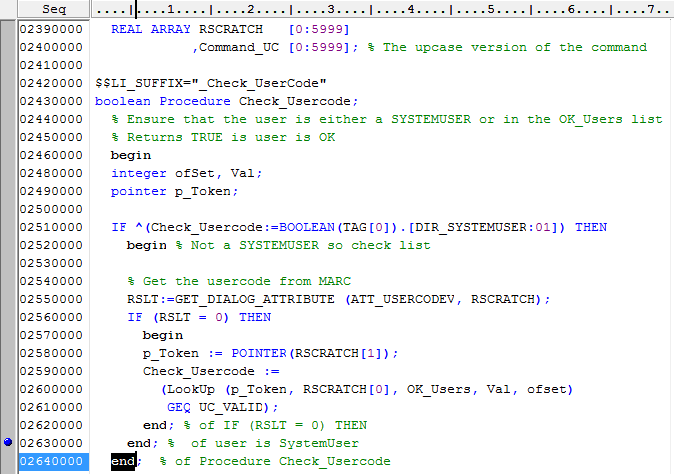 Seq ....|....1....|....2....|....3....|....4....|....5....|....6....|....7..
02390000 REAL ARRAY RSCRATCH [0:5999]
02400000 ,Command_UC [0:5999]; % The upcase version of the command
02410000
02420000 $$LI_SUFFIX="_Check_UserCode"
02430000 boolean Procedure Check_Usercode;
02440000 % Ensure that the user is either a SYSTEMUSER or in the OK_Users list
02450000 % Returns TRUE is user is OK
02460000 begin
02480000 integer ofSet, Val;
02490000 pointer p_Token;
02500000
02510000 IF ^(Check_Usercode:=BOOLEAN(TAG[0]).[DIR_SYSTEMUSER:01]) THEN
02520000 begin % Not a SYSTEMUSER so check list
02530000
02540000 % Get the usercode from MARC
02550000 RSLT:=GET_DIALOG_ATTRIBUTE (ATT_USERCODEV, RSCRATCH);
02560000 IF (RSLT = 0) THEN
02570000 begin
02580000 p_Token := POINTER(RSCRATCH[1]);
02590000 Check_Usercode :=
02600000 (LookUp (p_Token, RSCRATCH[0], OK_Users, Val, ofset)
02610000 GEQ UC_VALID);
02620000 end; % of IF (RSLT = 0) THEN
02630000 end; % of user is SystemUser
02640000 end; % of Procedure Check_Usercode